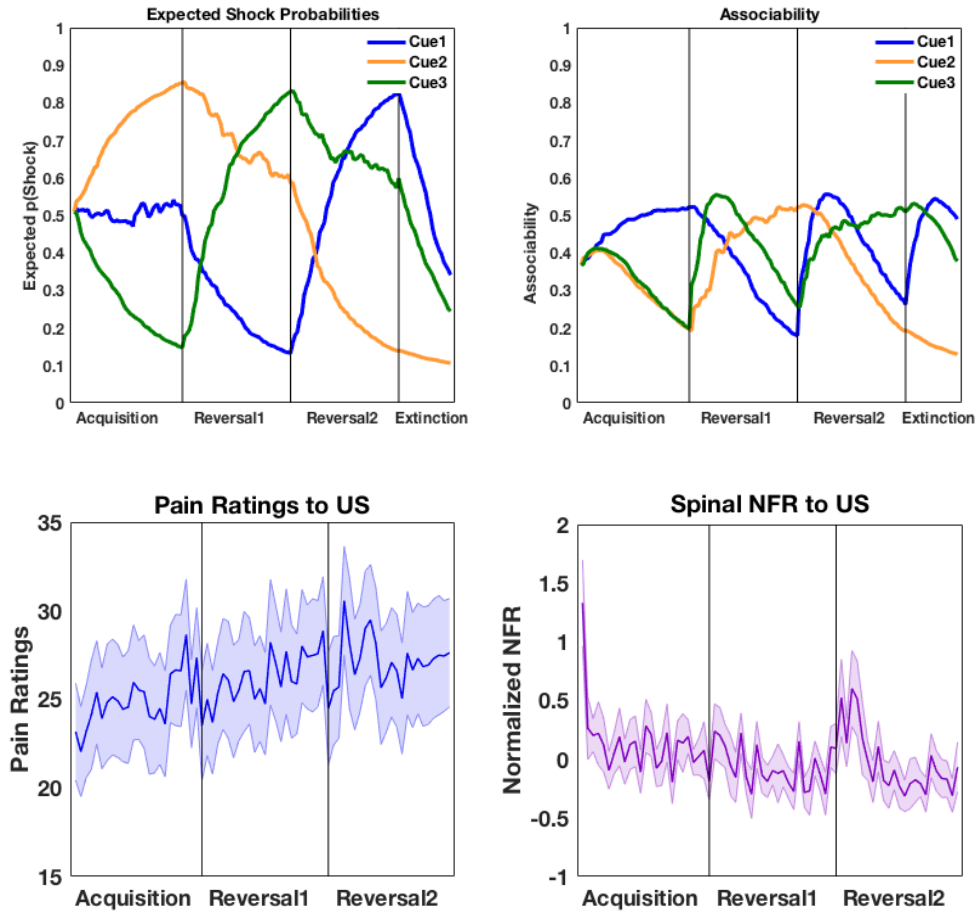 Expected Shock Probabilities
Expected p(Shock)
1
0.9
0.8
0.7
0.6
0.5
0.4
0.3
0.2
0.1
0
Cue1
Cue2
Cue3
Acquisition Reversal1 Reversal2 Extinction
Associability
Associability
1
0.9
0.8
0.7
0.6
0.5
0.4
0.3
0.2
0.1
0
Cue1
Cue2
Cue3
Acquisition Reversal1 Reversal2 Extinction
Pain Ratings to US
Pain Ratings
35
30
25
20
15
Acquisition Reversal1 Reversal2
Spinal NFR to US
Normalized NFR
2
1.5
1
0.5
0
-0.5
-1
Acquisition Reversal1 Reversal2